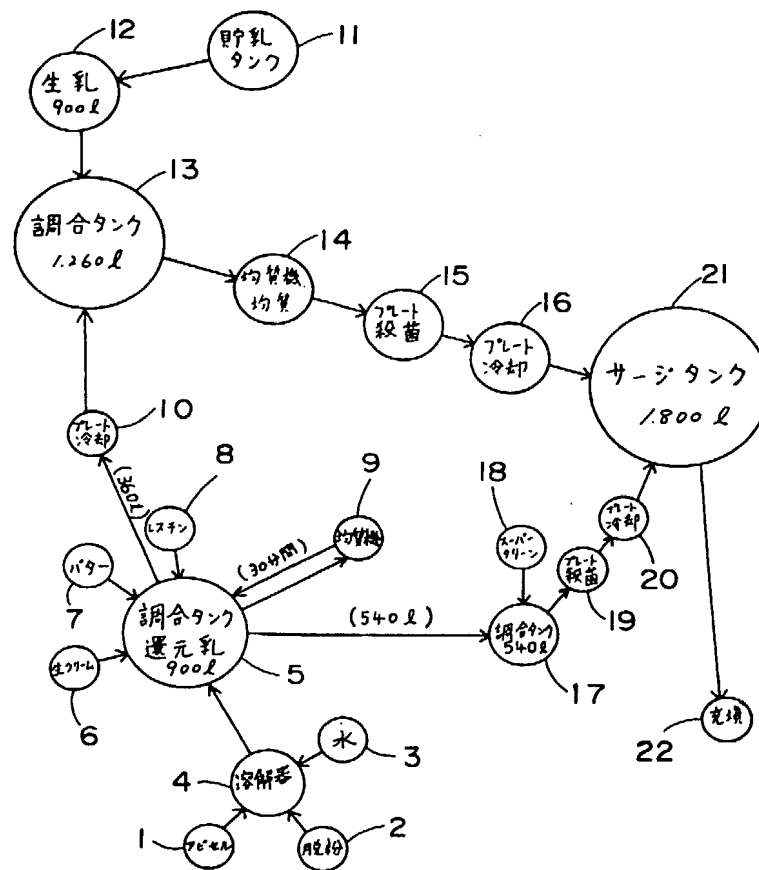 12
11
貯乳
タンク
生乳
900ℓ
13
調合タンク
1.260ℓ
14
均質機
均質
15
プレート
殺菌
16
プレート
冷却
21
サージタンク
1.800ℓ
10
プレート
冷却
(360ℓ)
8
レスチン
9
均質機
(30分間)
18
スーパー
クリーン
プレート
冷却
20
プレート
殺菌
19
バター
7
調合タンク
還元乳
900ℓ
5
(540ℓ)
調合タンク
540ℓ
17
生クリーム
6
水
3
4
溶解器
充填
22
1
アビセル
脱粉
2